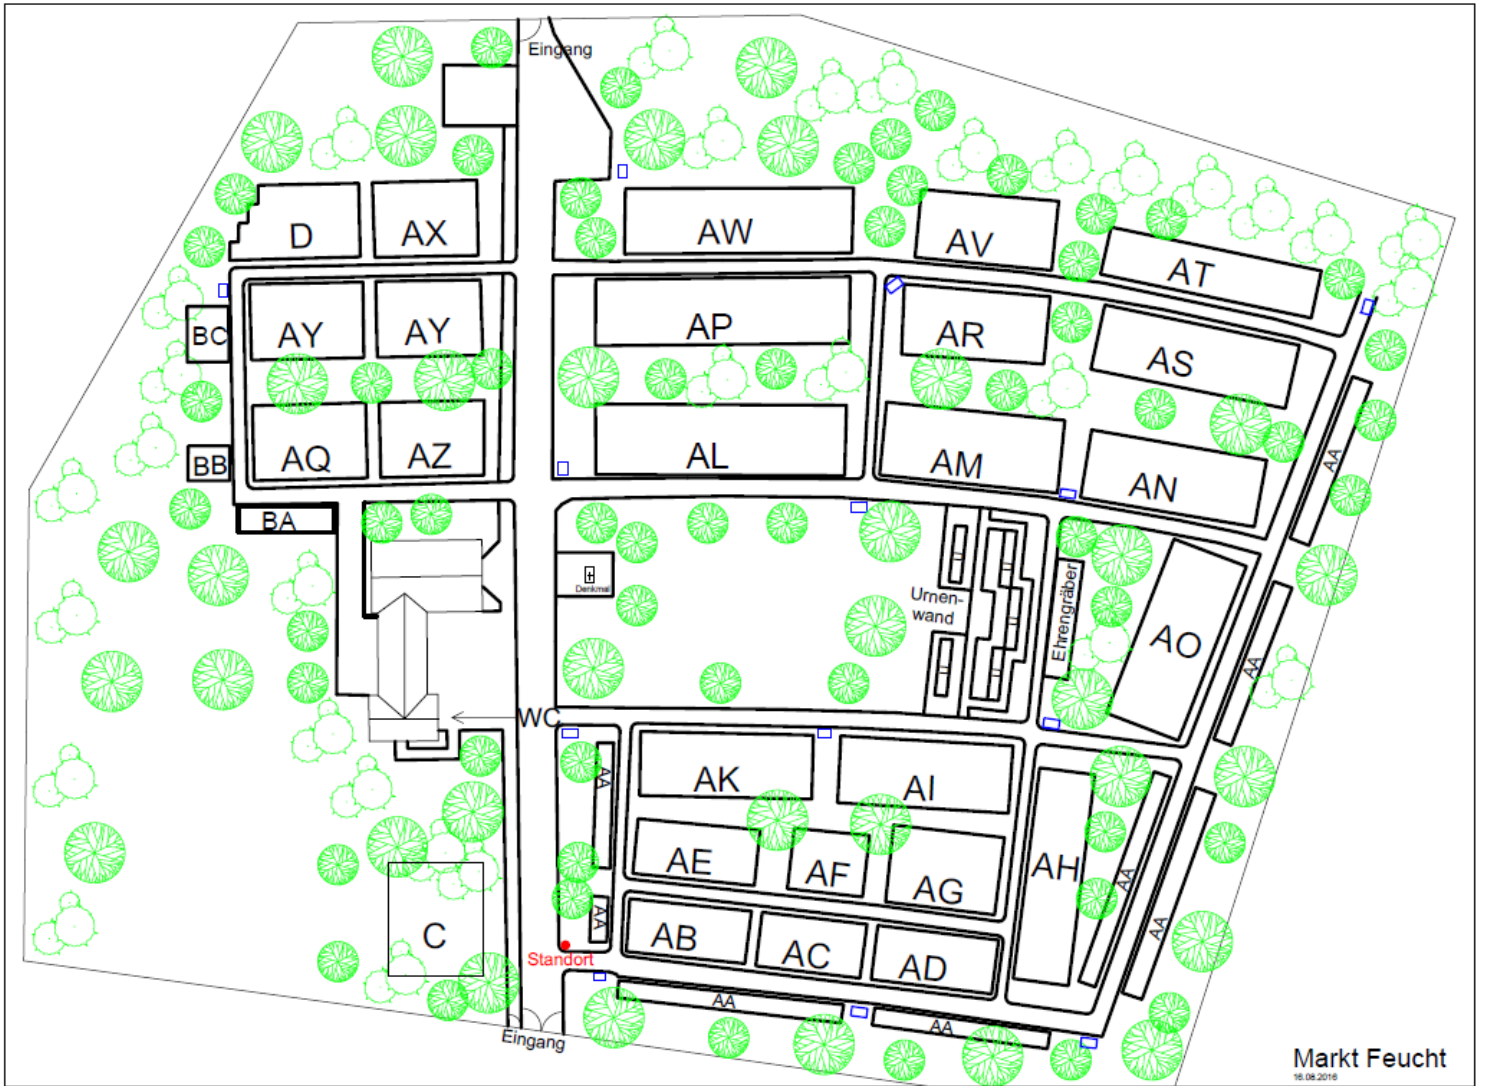 Eingang
D
AX
AW
AV
AT
BC
AY
AY
AP
AR
AS
BB
AQ
AZ
AL
AM
AN
AA
BA
Denkmal
Urnen-
wand
Ehrengräber
AO
AA
WC
AA
AK
AI
AE
AF
AG
AH
AA
AA
C
AA
AB
AC
AD
Standort
AA
AA
Eingang
Markt Feucht
16.08.2016